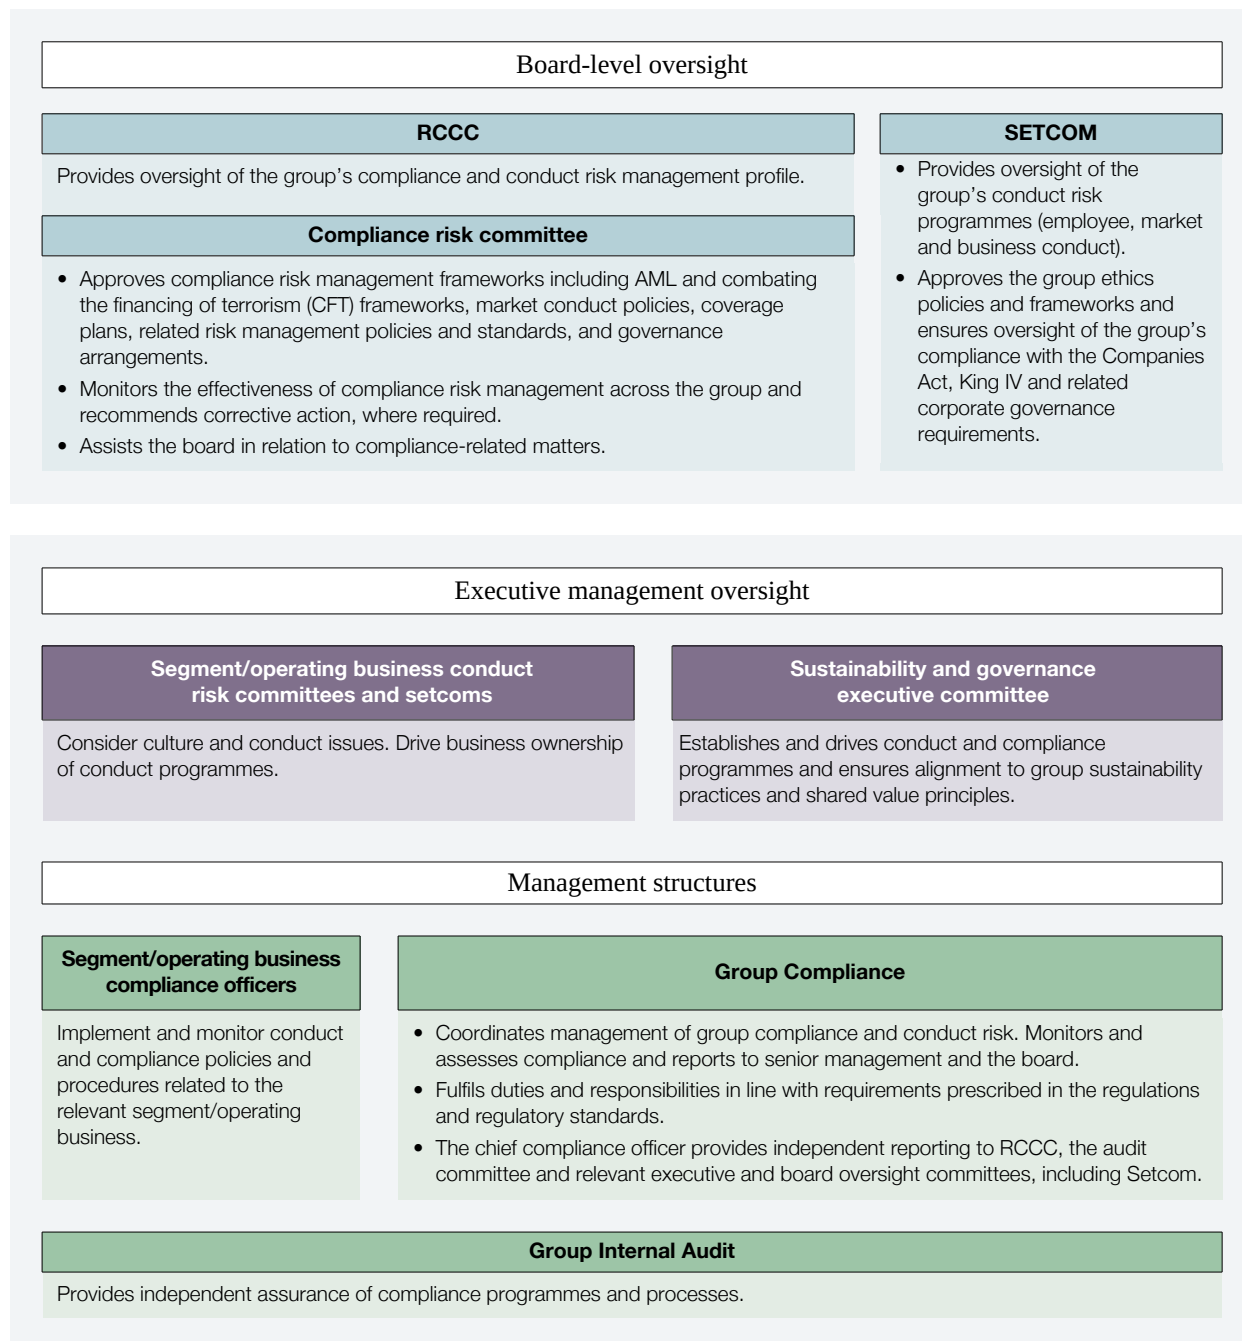 Board-level oversight
RCCC
Provides oversight of the group’s compliance and conduct risk management profile.
Compliance risk committee
• Approves compliance risk management frameworks including AML and combating
the financing of terrorism (CFT) frameworks, market conduct policies, coverage
plans, related risk management policies and standards, and governance
arrangements.
• Monitors the effectiveness of compliance risk management across the group and
recommends corrective action, where required.
• Assists the board in relation to compliance-related matters.
SETCOM
• Provides oversight of the
group’s conduct risk
programmes (employee, market
and business conduct).
• Approves the group ethics
policies and frameworks and
ensures oversight of the group’s
compliance with the Companies
Act, King IV and related
corporate governance
requirements.
Executive management oversight
Segment/operating business conduct
risk committees and setcoms
Consider culture and conduct issues. Drive business ownership
of conduct programmes.
Sustainability and governance
executive committee
Establishes and drives conduct and compliance
programmes and ensures alignment to group sustainability
practices and shared value principles.
Management structures
Segment/operating business
compliance officers
Implement and monitor conduct
and compliance policies and
procedures related to the
relevant segment/operating
business.
Group Compliance
• Coordinates management of group compliance and conduct risk. Monitors and
assesses compliance and reports to senior management and the board.
• Fulfils duties and responsibilities in line with requirements prescribed in the regulations
and regulatory standards.
• The chief compliance officer provides independent reporting to RCCC, the audit
committee and relevant executive and board oversight committees, including Setcom.
Group Internal Audit
Provides independent assurance of compliance programmes and processes.